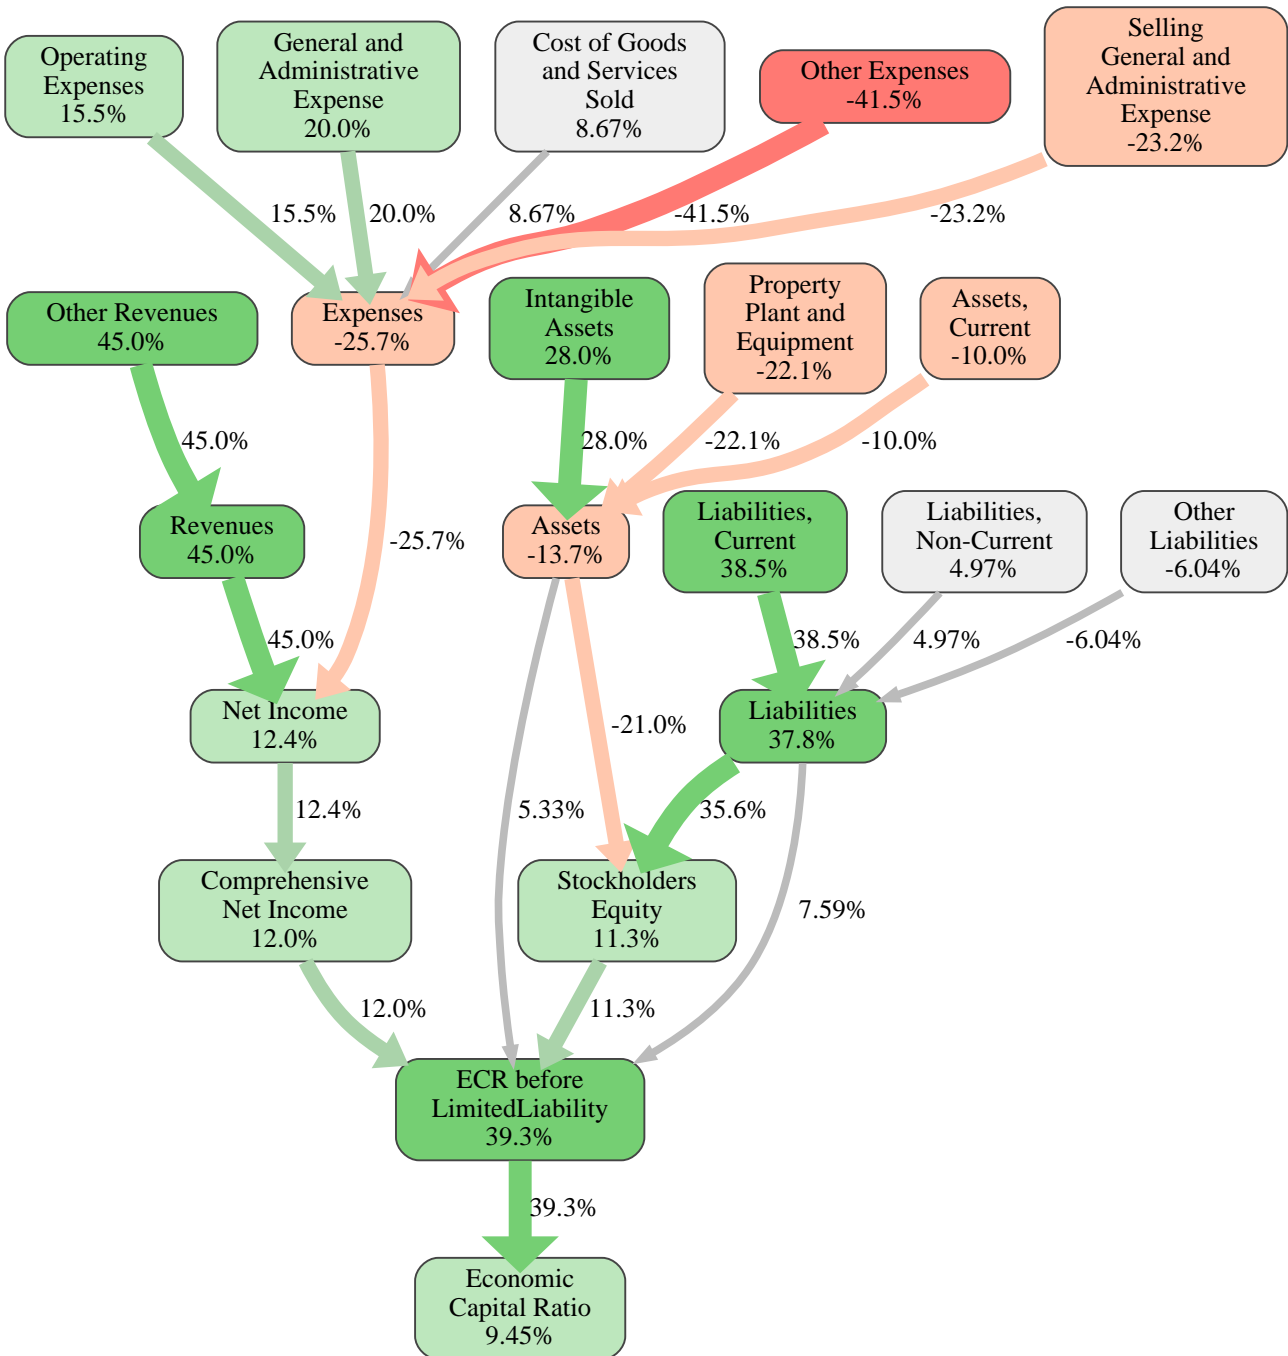 Operating
Expenses
15.5%
General and
Administrative
Expense
20.0%
Cost of Goods
and Services
Sold
8.67%
Other Expenses
-41.5%
Selling
General and
Administrative
Expense
-23.2%
15.5%
20.0%
8.67%
-41.5%
-23.2%
Other Revenues
45.0%
Expenses
-25.7%
Intangible
Assets
28.0%
Property
Plant and
Equipment
-22.1%
Assets,
Current
-10.0%
45.0%
-25.7%
28.0%
-22.1%
-10.0%
Revenues
45.0%
Assets
-13.7%
Liabilities,
Current
38.5%
Liabilities,
Non-Current
4.97%
Other
Liabilities
-6.04%
45.0%
38.5%
4.97%
-6.04%
Net Income
12.4%
-21.0%
Liabilities
37.8%
12.4%
5.33%
35.6%
Comprehensive
Net Income
12.0%
Stockholders
Equity
11.3%
7.59%
12.0%
11.3%
ECR before
LimitedLiability
39.3%
39.3%
Economic
Capital Ratio
9.45%